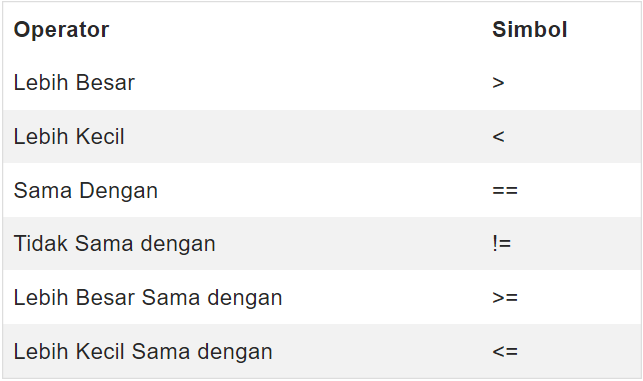 Operator Simbol
Lebih Besar >
Lebih Kecil <
Sama Dengan ==
Tidak Sama dengan !=
Lebih Besar Sama dengan >=
Lebih Kecil Sama dengan <=